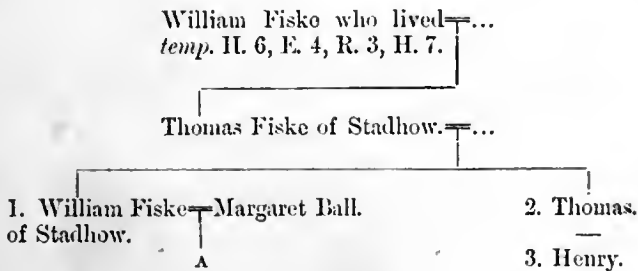 William Fiske who lived=...
temp. H. 6, E. 4, R. 3, H. 7.
Thomas Fiske of Stadhow.=...
1. William Fiske=Margaret Ball.
of Stadhow.
A
2. Thomas.
—
3. Henry.